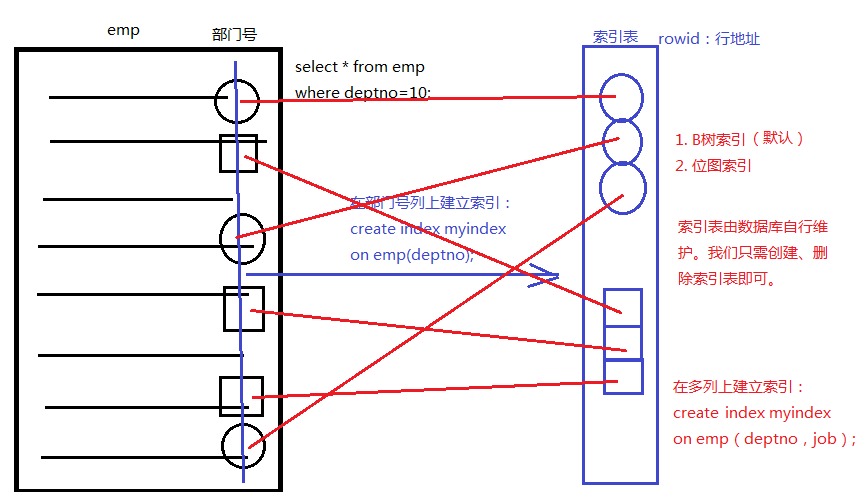 emp
部门号
select * from emp
where deptno=10;
在部门号列上建立索引：
create index myindex
on emp(deptno);
索引表
rowid：行地址
1. B树索引（默认）
2. 位图索引
索引表由数据库自行维
护。我们只需创建、删
除索引表即可。
在多列上建立索引：
create index myindex
on emp（deptno，job）;